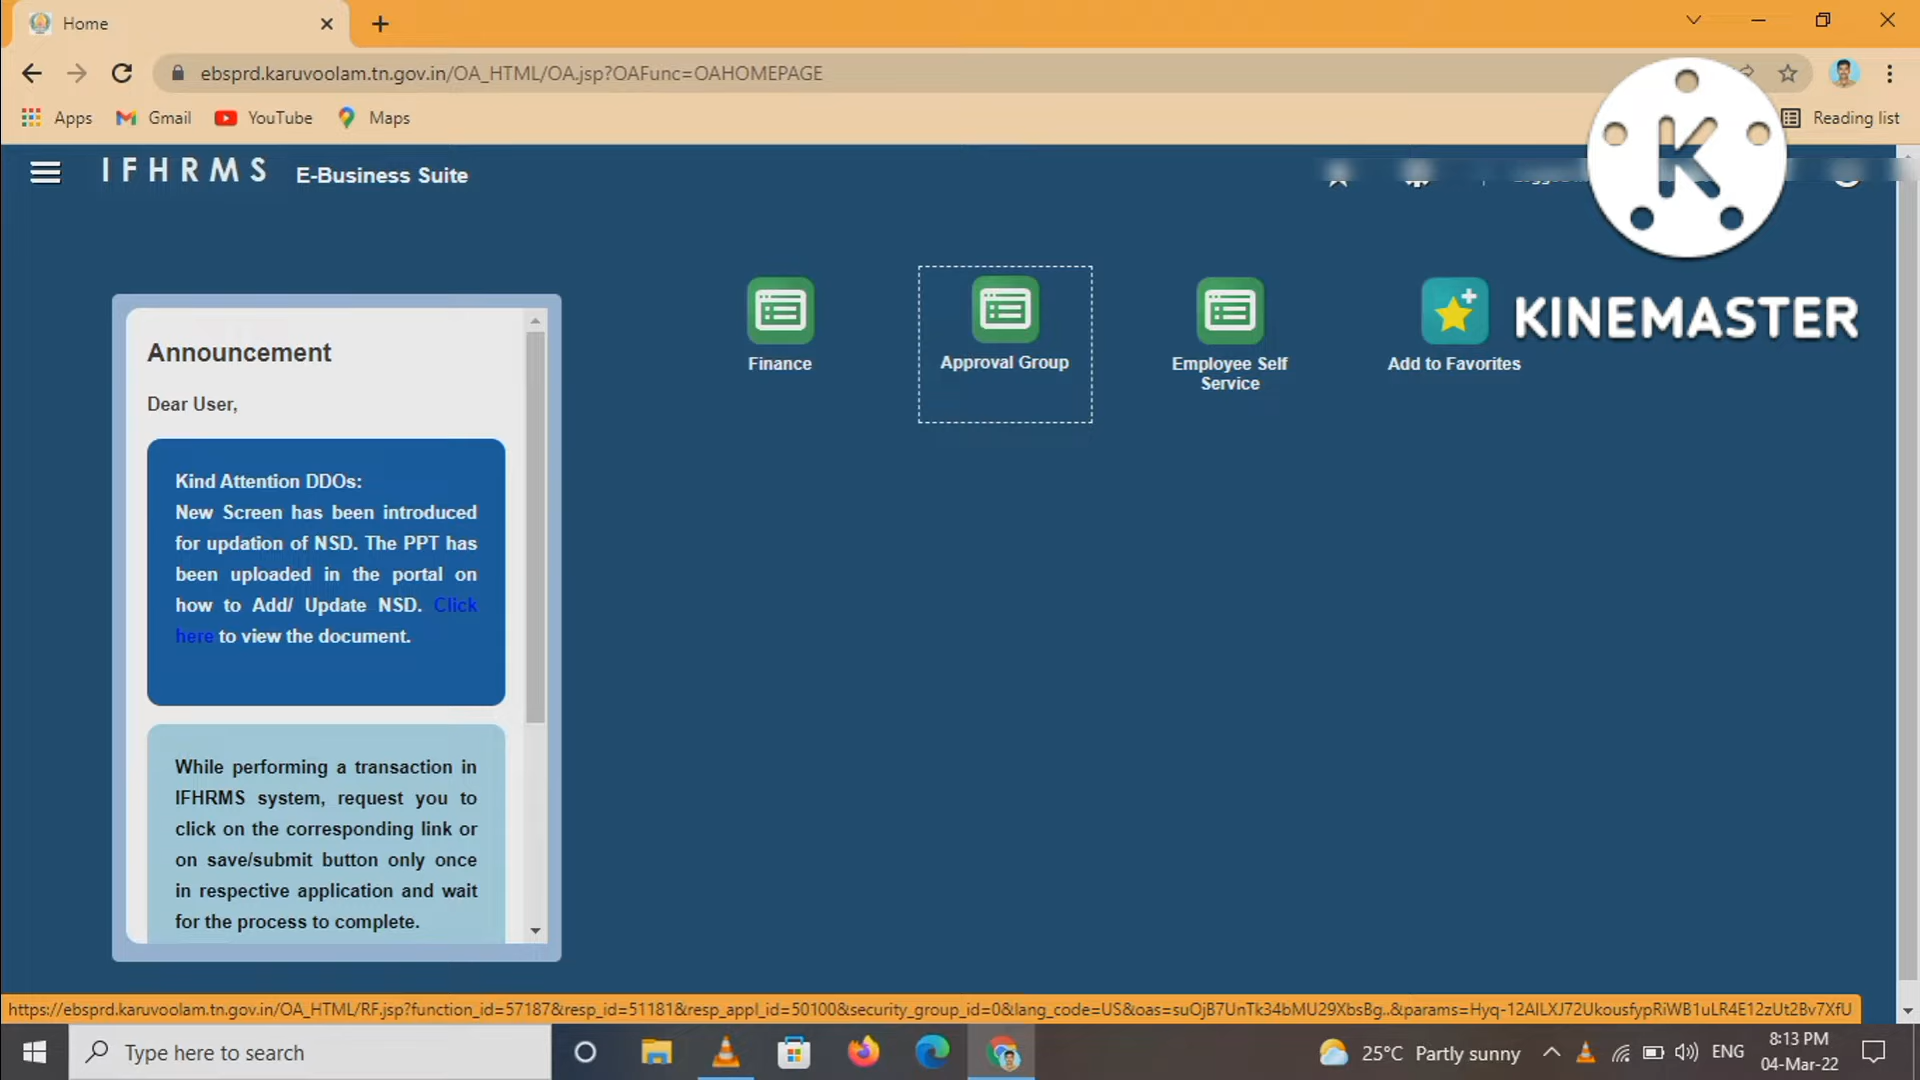 Home
ebsprd.karuvoolam.tn.gov.in/OA_HTML/OA.jsp?OAFunc=OAHOMEPAGE
Apps
Gmail
YouTube
Maps
Reading list
IFHRMS
E-Business Suite
K
KINEMASTER
Finance
Approval Group
Employee Self
Service
Add to Favorites
Announcement
Dear User,
Kind Attention DDOs:
New Screen has been introduced
for updation of NSD. The PPT has
been uploaded in the portal on
how to Add/ Update NSD. Click
here to view the document.
While performing a transaction in
IFHRMS system, request you to
click on the corresponding link or
on save/submit button only once
in respective application and wait
for the process to complete.
https://ebsprd.karuvoolam.tn.gov.in/OA_HTML/RF.jsp?function_id=57187&resp_id=51181&resp_appl_id=50100&security_group_id=0&lang_code=US&oas=suOjB7UnTk34bMU29XbsBg..&params=Hyq-12AILXJ72UkousfypRiWB1uLR4E12zUt2Bv7XfU
Type here to search
25°C Partly sunny
ENG
8:13 PM
04-Mar-22